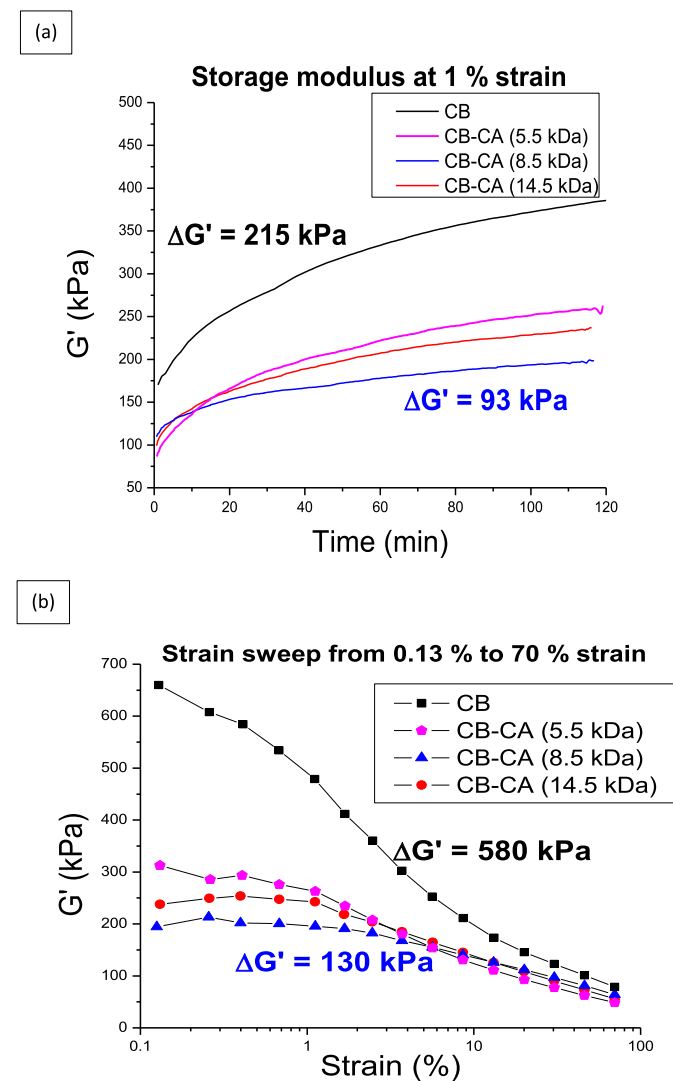 (a)
Storage modulus at 1 % strain
500
450
400
350
300
250
200
150
100
50
G' (kPa)
CB
CB-CA (5.5 kDa)
CB-CA (8.5 kDa)
CB-CA (14.5 kDa)
ΔG' = 215 kPa
ΔG' = 93 kPa
0 20 40 60 80 100 120
Time (min)
(b)
Strain sweep from 0.13 % to 70 % strain
700
600
500
400
300
200
100
0
G' (kPa)
CB
CB-CA (5.5 kDa)
CB-CA (8.5 kDa)
CB-CA (14.5 kDa)
ΔG' = 580 kPa
ΔG' = 130 kPa
0.1 1 10 100
Strain (%)